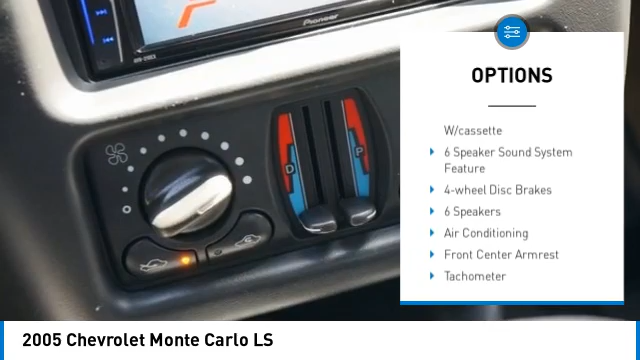 Pioneer
D
P
OPTIONS
W/cassette
6 Speaker Sound System
Feature
4-wheel Disc Brakes
6 Speakers
Air Conditioning
Front Center Armrest
Tachometer
2005 Chevrolet Monte Carlo LS